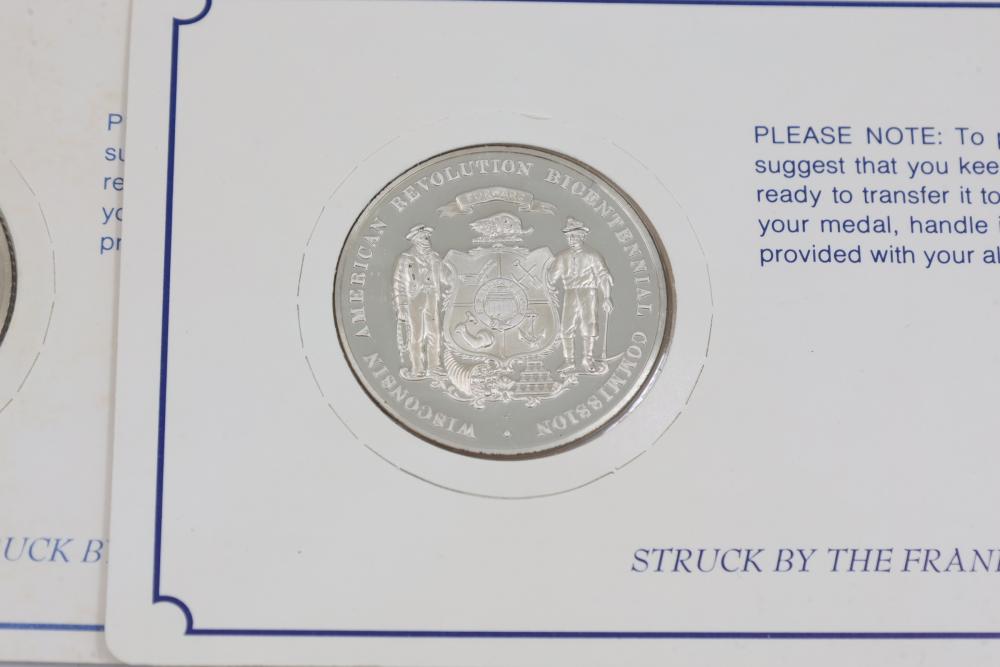 P
su
re
yo
pr
UCK B
WISCONSIN AMERICAN REVOLUTION BICENTENNIAL COMMISSION
FORWARD
PLEASE NOTE: To p
suggest that you kee
ready to transfer it to
your medal, handle i
provided with your al
STRUCK BY THE FRAN